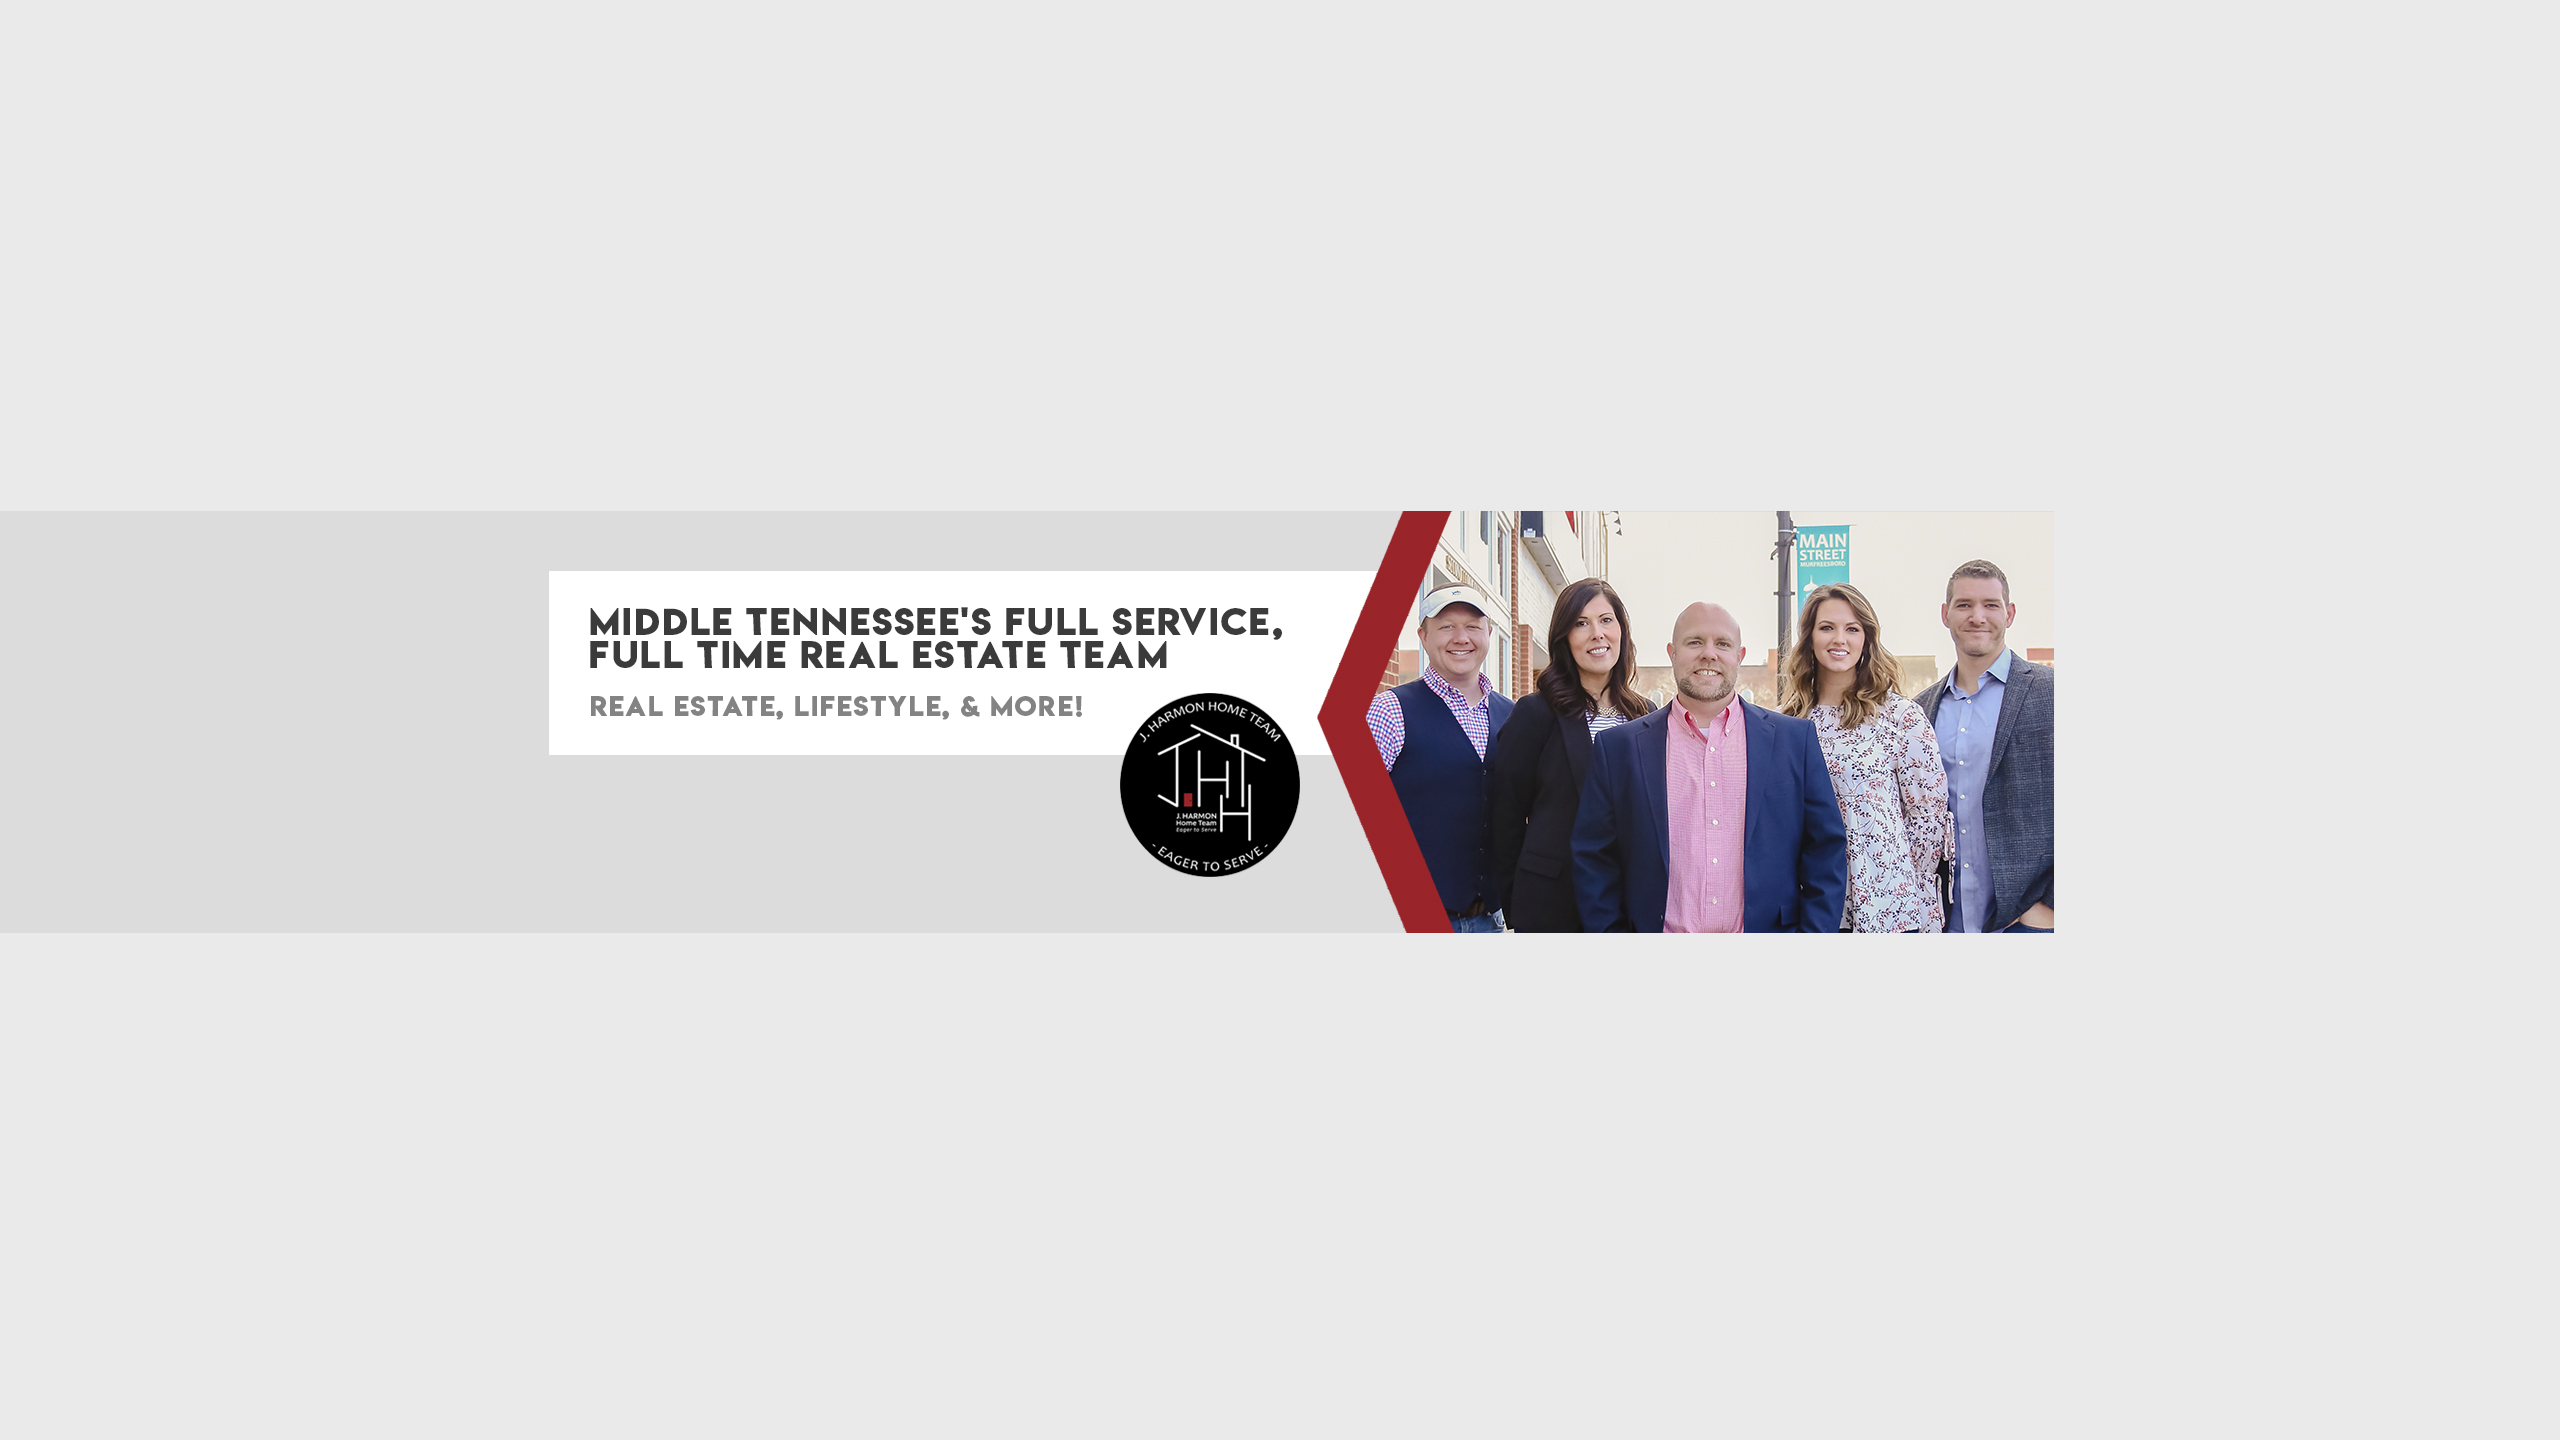 MIDDLE TENNESSEE'S FULL SERVICE,
FULL TIME REAL ESTATE TEAM
REAL ESTATE, LIFESTYLE, & MORE!
J. HARMON HOME TEAM
J.H
H
J. HARMON
Home Team
Eager to Serve
- EAGER TO SERVE -
MAIN
STREET
MURFREESBORO